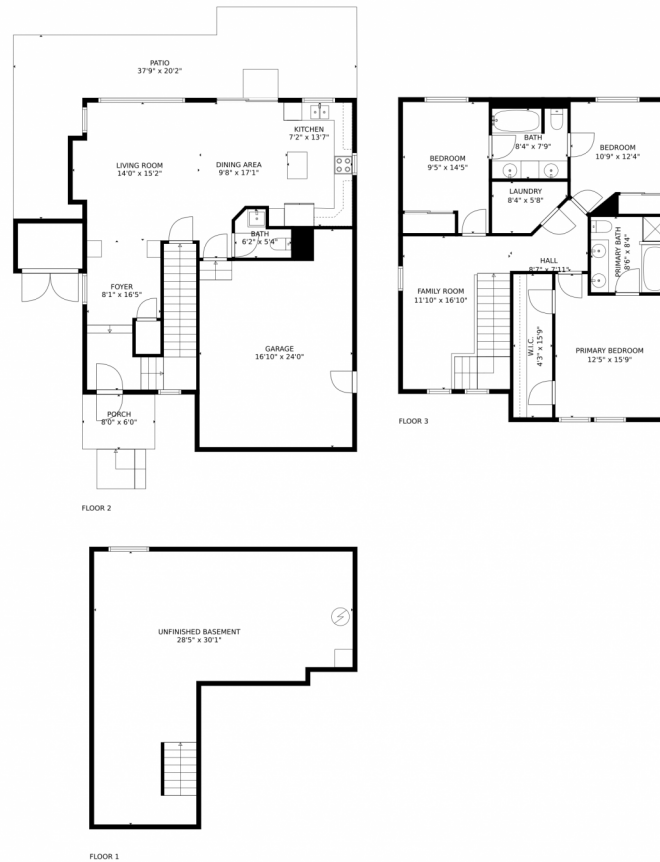 PATIO
37'9" x 20'2"
KITCHEN
7'2" x 13'7"
LIVING ROOM
14'0" x 15'2"
DINING AREA
9'8" x 17'1"
BATH
6'2" x 5'4"
FOYER
8'1" x 16'5"
GARAGE
16'10" x 24'0"
PORCH
8'0" x 6'0"
FLOOR 2
BATH
8'4" x 7'9"
BEDROOM
10'9" x 12'4"
BEDROOM
9'5" x 14'5"
LAUNDRY
8'4" x 5'8"
PRIMARY BATH
8'6" x 8'4"
HALL
8'7" x 7'11"
FAMILY ROOM
11'10" x 16'10"
W.I.C.
4'3" x 15'9"
PRIMARY BEDROOM
12'5" x 15'9"
FLOOR 3
UNFINISHED BASEMENT
28'5" x 30'1"
FLOOR 1